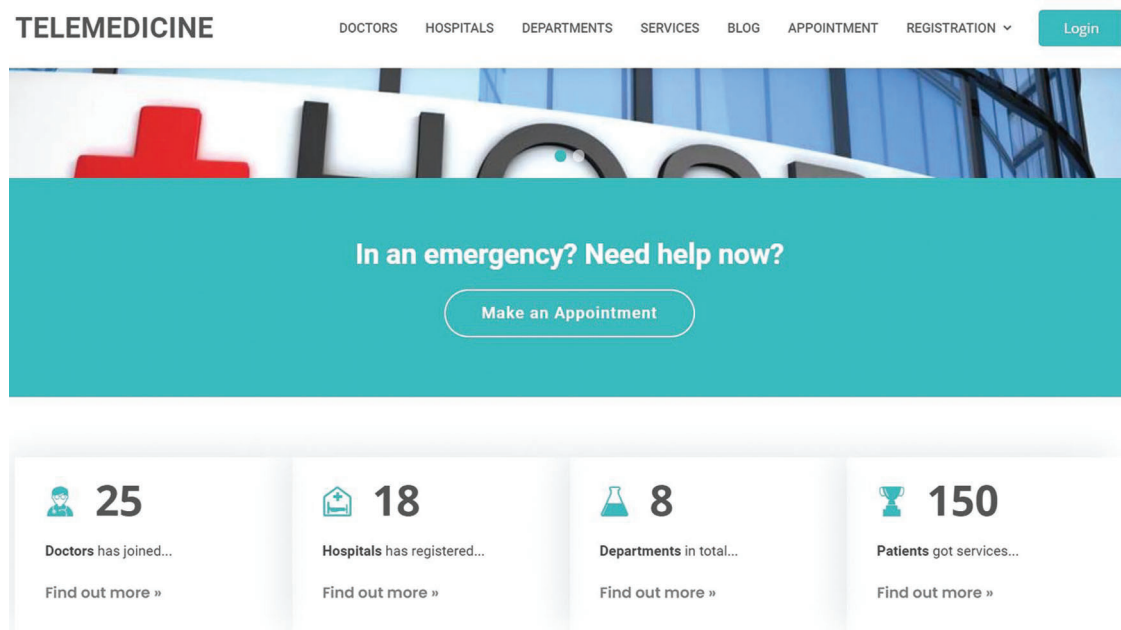 TELEMEDICINE
DOCTORS HOSPITALS DEPARTMENTS SERVICES BLOG APPOINTMENT REGISTRATION Login
In an emergency? Need help now?
Make an Appointment
25 18 8 150
Doctors has joined... Hospitals has registered... Departments in total... Patients got services...
Find out more » Find out more » Find out more » Find out more »